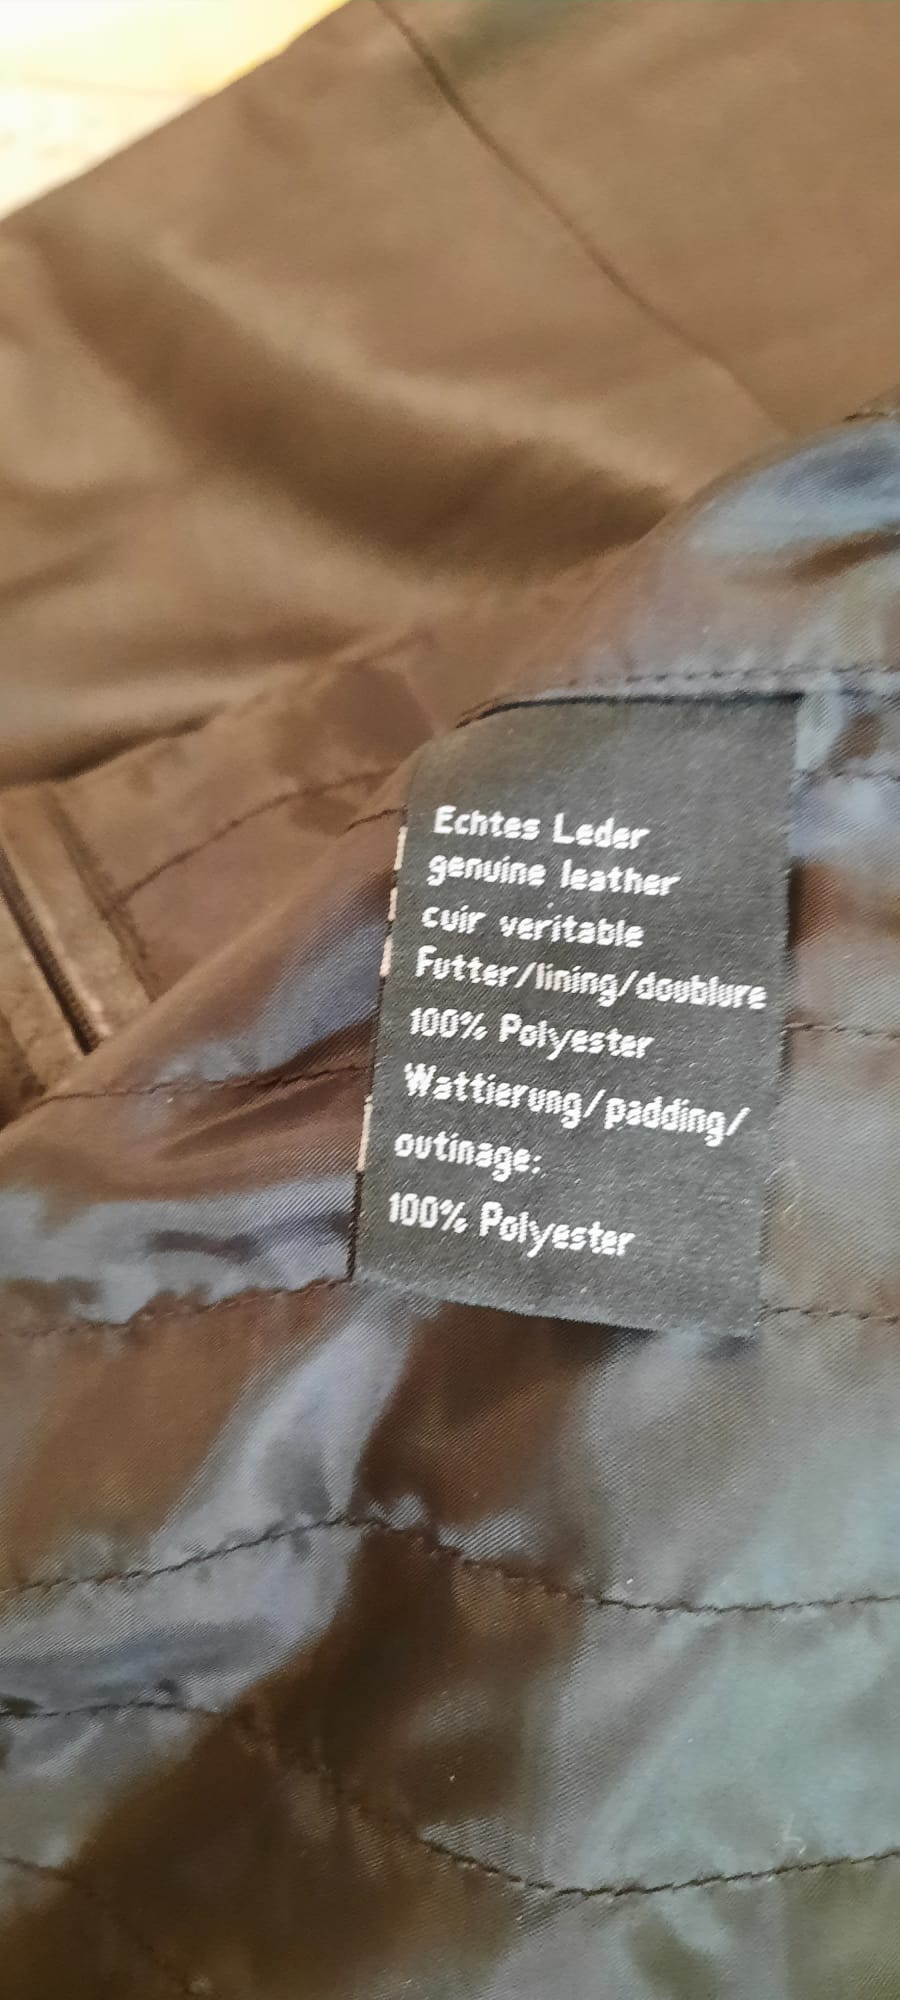 Echtes Leder
genuine leather
cuir veritable
Futter/lining/doublure
100% Polyester
Wattierung/padding/
outinage:
100% Polyester